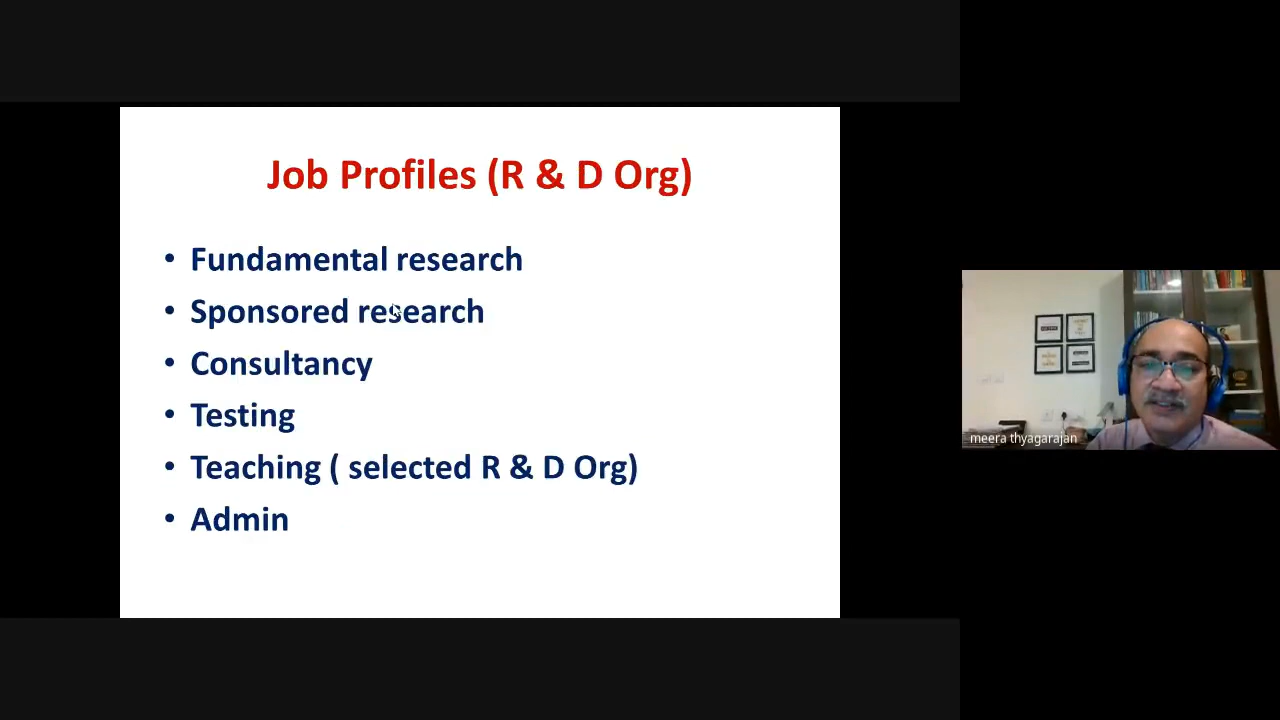 Job Profiles (R & D Org)
• Fundamental research
• Sponsored research
• Consultancy
• Testing
• Teaching ( selected R & D Org)
• Admin
meera thyagarajan